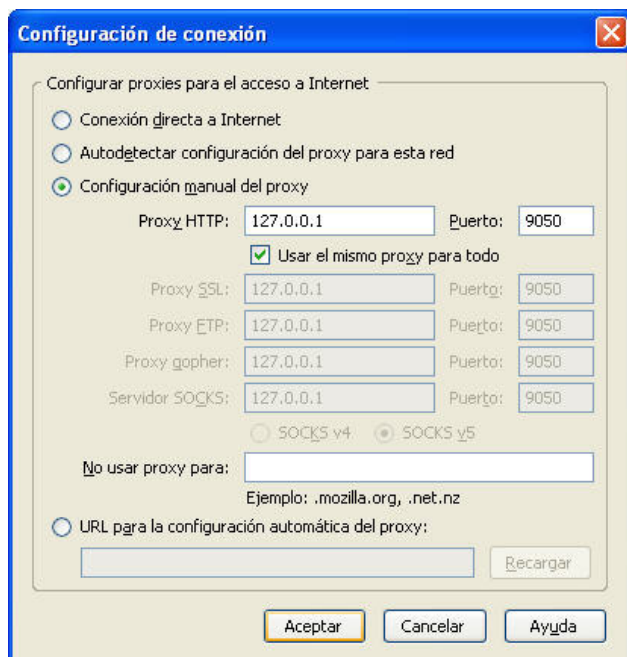 Configuración de conexión
Configurar proxies para el acceso a Internet
Conexión directa a Internet
Autodetectar configuración del proxy para esta red
Configuración manual del proxy
Proxy HTTP: 127.0.0.1 Puerto: 9050
Usar el mismo proxy para todo
Proxy SSL: 127.0.0.1 Puerto: 9050
Proxy FTP: 127.0.0.1 Puerto: 9050
Proxy gopher: 127.0.0.1 Puerto: 9050
Servidor SOCKS: 127.0.0.1 Puerto: 9050
SOCKS v4 SOCKS v5
No usar proxy para:
Ejemplo: .mozilla.org, .net.nz
URL para la configuración automática del proxy:
Recargar
Aceptar Cancelar Ayuda